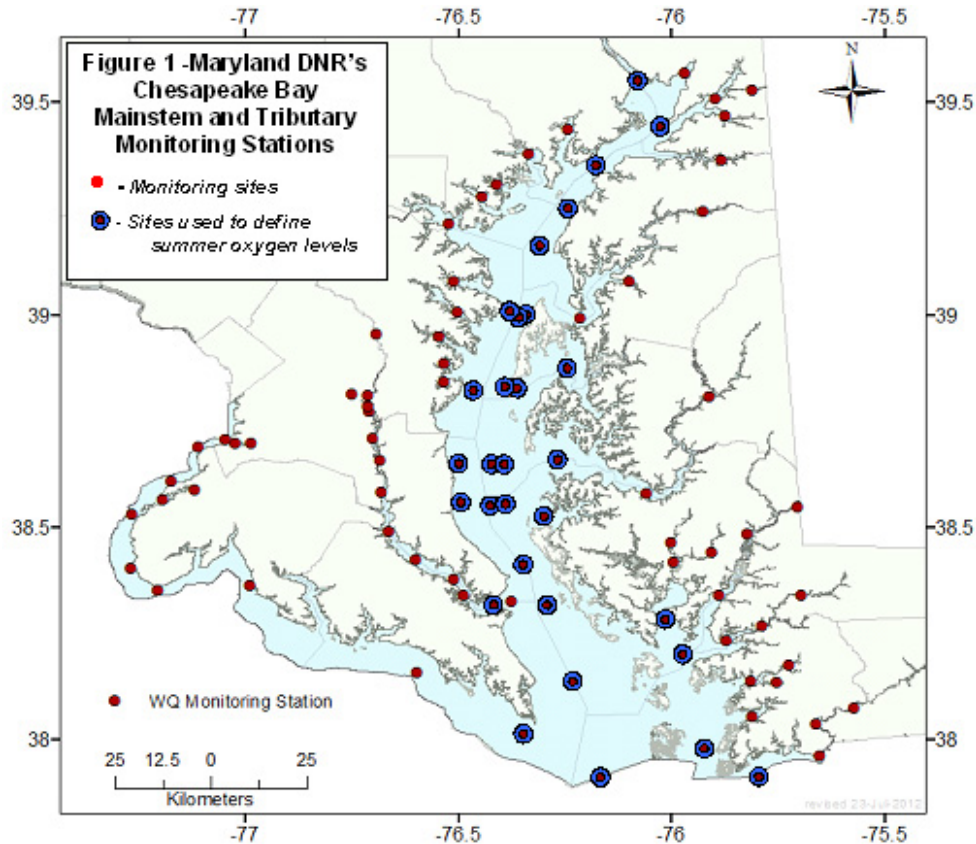 -77 -76.5 -76 -75.5
Figure 1 -Maryland DNR's
Chesapeake Bay
Mainstem and Tributary
Monitoring Stations
- Monitoring sites
- Sites used to define
summer oxygen levels
N
39.5 39.5
39 39
38.5 38.5
38 38
WQ Monitoring Station
25 12.5 0 25
Kilometers
revised 23-Jul-2012
-77 -76.5 -76 -75.5